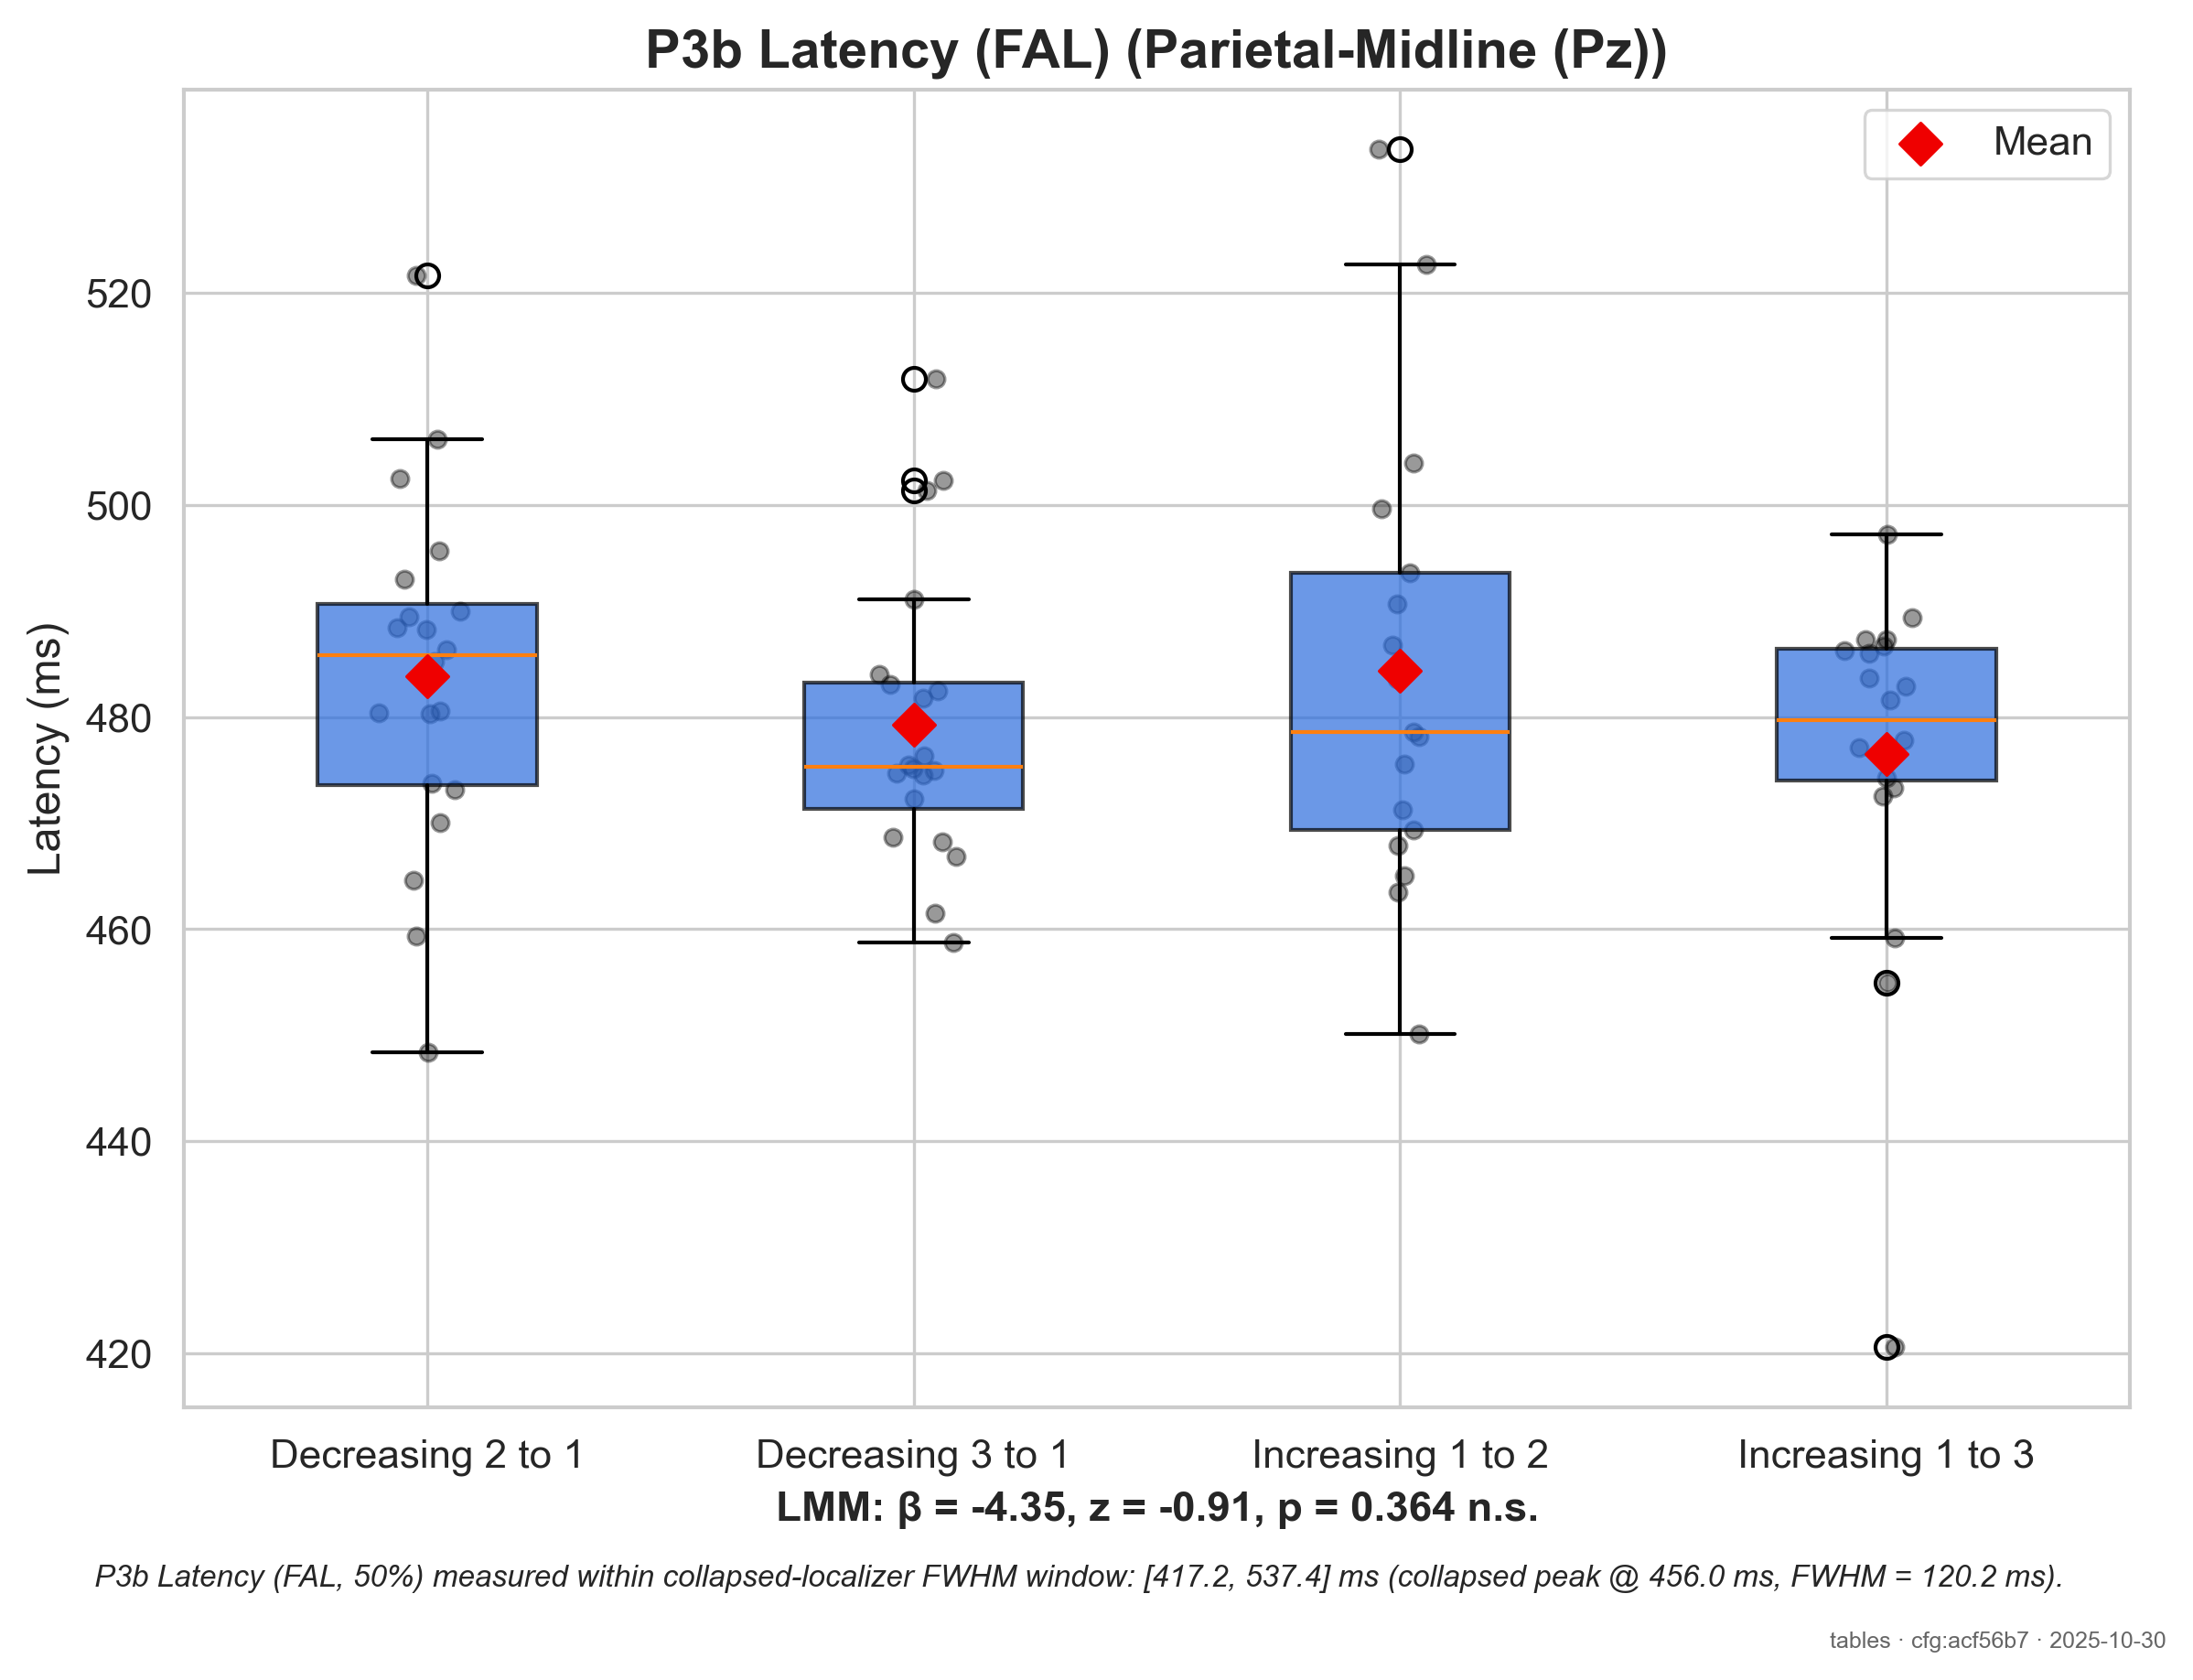 P3b Latency (FAL) (Parietal-Midline (Pz))
Mean
Latency (ms)
520
500
480
460
440
420
Decreasing 2 to 1
Decreasing 3 to 1
Increasing 1 to 2
Increasing 1 to 3
LMM: β = -4.35, z = -0.91, p = 0.364 n.s.
P3b Latency (FAL, 50%) measured within collapsed-localizer FWHM window: [417.2, 537.4] ms (collapsed peak @ 456.0 ms, FWHM = 120.2 ms).
tables · cfg:acf56b7 · 2025-10-30